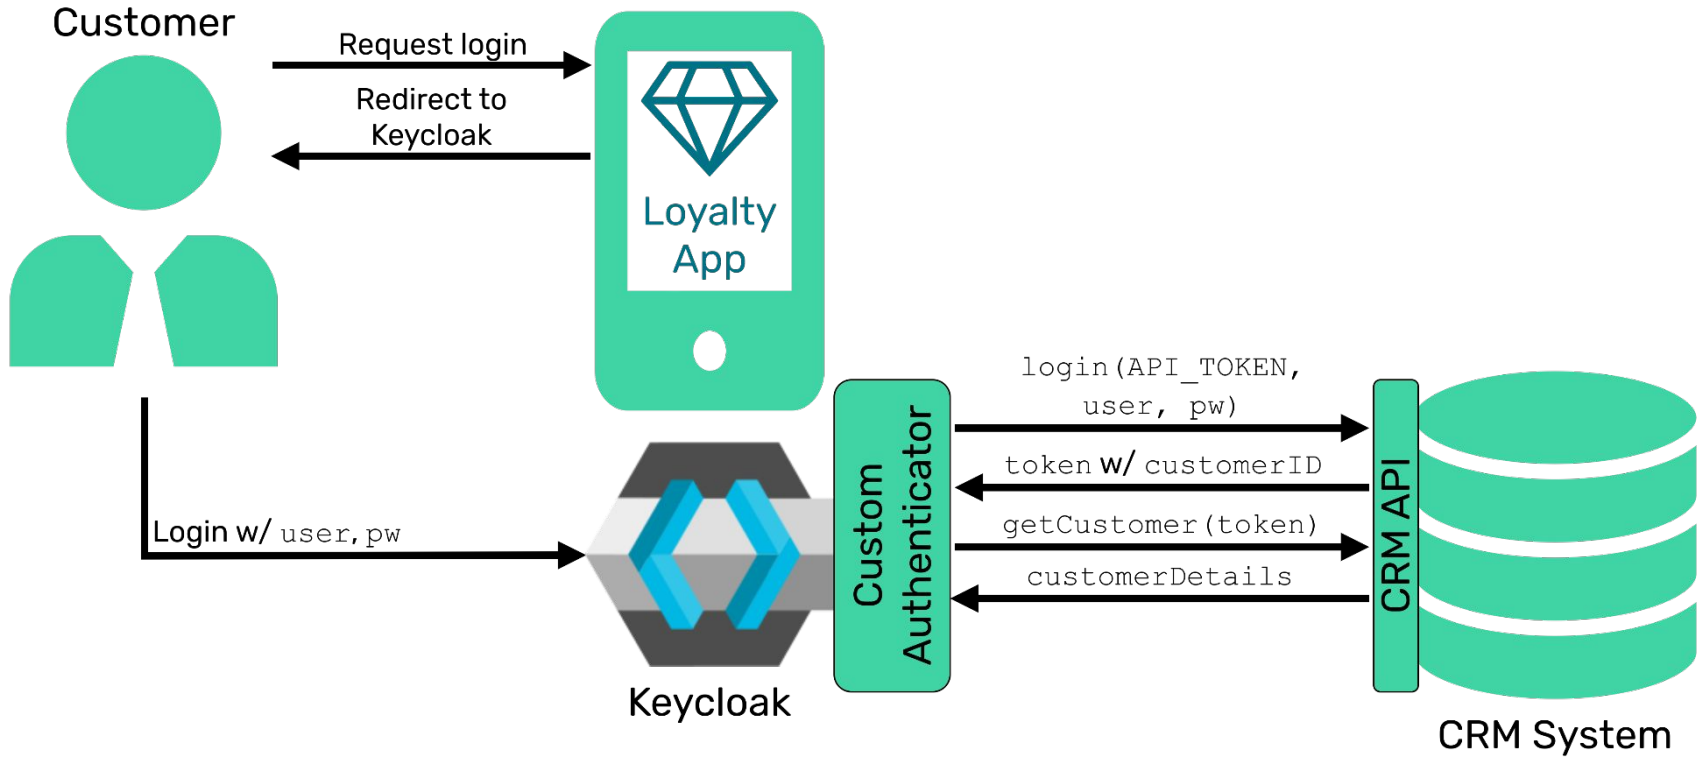 Customer
Request login
Redirect to
Keycloak
Loyalty
App
Login w/ user, pw
Keycloak
Custom
Authenticator
login(API_TOKEN,
user, pw)
token w/ customerID
getCustomer(token)
customerDetails
CRM API
CRM System